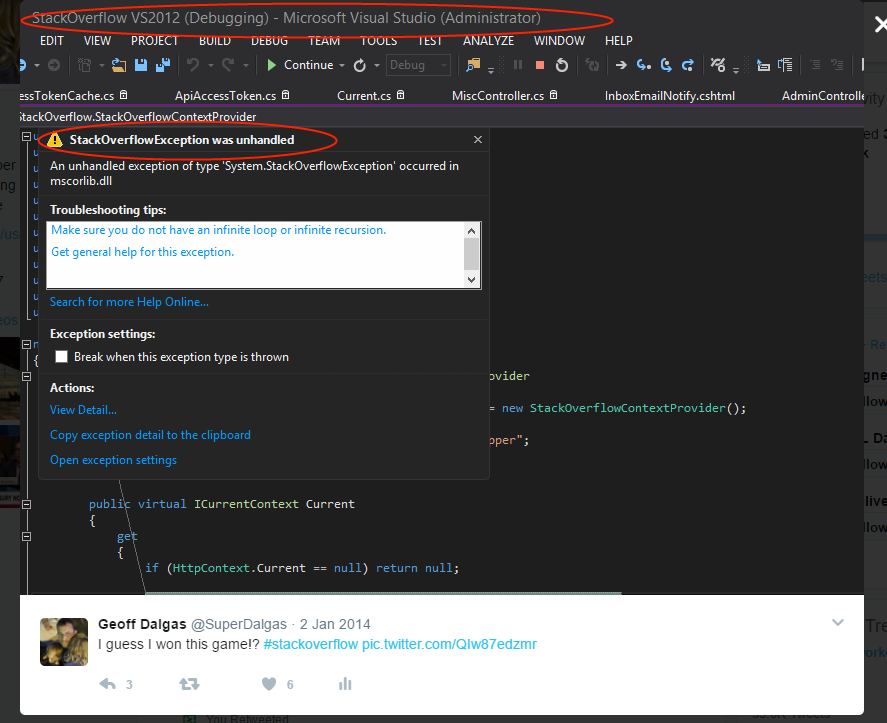 StackOverflow VS2012 (Debugging) - Microsoft Visual Studio (Administrator)
EDIT VIEW PROJECT BUILD DEBUG TEAM TOOLS TEST ANALYZE WINDOW HELP
Continue Debug
essTokenCache.cs ApiAccessToken.cs Current.cs MiscController.cs InboxEmailNotify.cshtml AdminControlle
StackOverflow.StackOverflowContextProvider
StackOverflowException was unhandled
An unhandled exception of type 'System.StackOverflowException' occurred in
mscorlib.dll
Troubleshooting tips:
Make sure you do not have an infinite loop or infinite recursion.
Get general help for this exception.
Search for more Help Online...
Exception settings:
Break when this exception type is thrown
{
ovider
Actions:
View Detail...
= new StackOverflowContextProvider();
Copy exception detail to the clipboard
pper";
Open exception settings
public virtual ICurrentContext Current
{
get
{
if (HttpContext.Current == null) return null;
Geoff Dalgas @SuperDalgas · 2 Jan 2014
I guess I won this game!? #stackoverflow pic.twitter.com/QIw87edzmr
3 6
You Retweeted